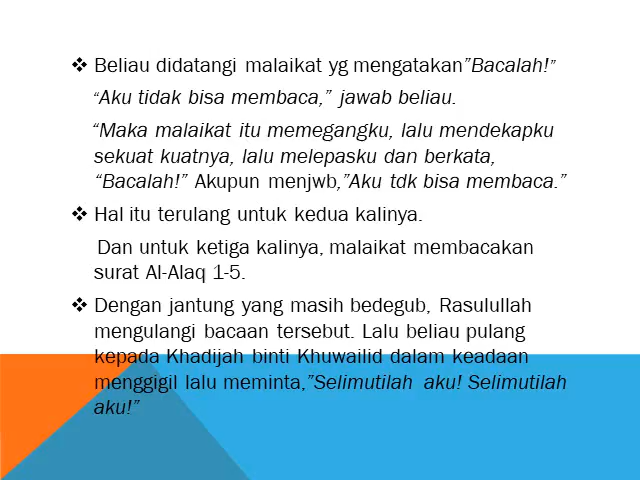 ❖ Beliau didatangi malaikat yg mengatakan"Bacalah!"
"Aku tidak bisa membaca," jawab beliau.
"Maka malaikat itu memegangku, lalu mendekapku
sekuat kuatnya, lalu melepasku dan berkata,
"Bacalah!" Akupun menjwb,"Aku tdk bisa membaca."
❖ Hal itu terulang untuk kedua kalinya.
Dan untuk ketiga kalinya, malaikat membacakan
surat Al-Alaq 1-5.
❖ Dengan jantung yang masih bedegub, Rasulullah
mengulangi bacaan tersebut. Lalu beliau pulang
kepada Khadijah binti Khuwailid dalam keadaan
menggigil lalu meminta,"Selimutilah aku! Selimutilah
aku!"